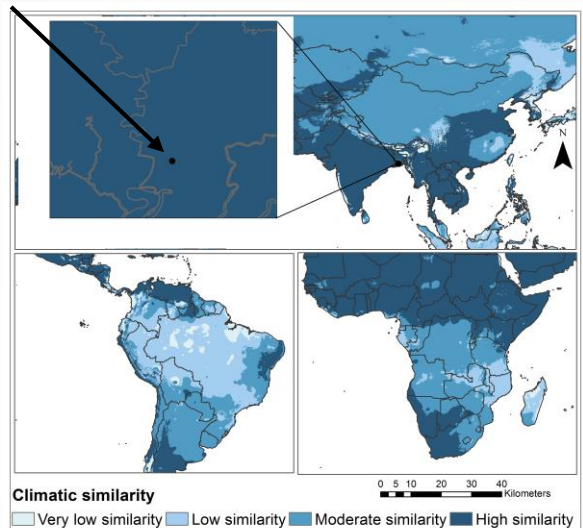 N
0 5 10 20 30 40
Kilometers
Climatic similarity
Very low similarity Low similarity Moderate similarity High similarity